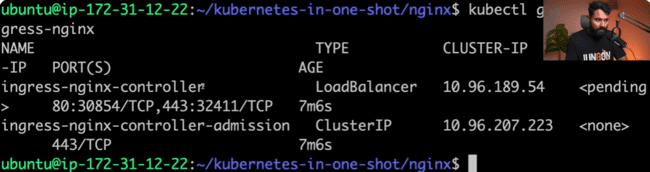 ubuntu@ip-172-31-12-22:~/kubernetes-in-one-shot/nginx$ kubectl g
gress-nginx
NAME TYPE CLUSTER-IP
-IP PORT(S) AGE
ingress-nginx-controller LoadBalancer 10.96.189.54 <pending
> 80:30854/TCP,443:32411/TCP 7m6s
ingress-nginx-controller-admission ClusterIP 10.96.207.223 <none>
443/TCP 7m6s
ubuntu@ip-172-31-12-22:~/kubernetes-in-one-shot/nginx$